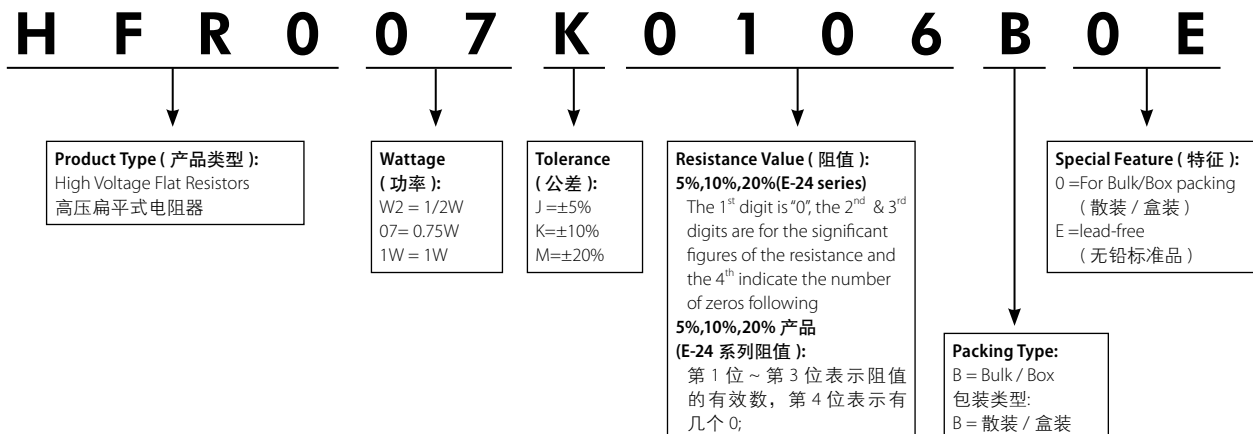 H F R 0 0 7 K 0 1 0 6 B 0 E
Product Type ( 产品类型 ):
High Voltage Flat Resistors
高压扁平式电阻器
Wattage
( 功率 ):
W2 = 1/2W
07= 0.75W
1W = 1W
Tolerance
( 公差 ):
J =±5%
K=±10%
M=±20%
Resistance Value ( 阻值 ):
5%,10%,20%(E-24 series)
The 1st digit is "0", the 2nd & 3rd
digits are for the significant
figures of the resistance and
the 4th indicate the number
of zeros following
5%,10%,20% 产品
(E-24 系列阻值 ):
第 1 位 ~ 第 3 位表示阻值
的有效数，第 4 位表示有
几个 0;
Packing Type:
B = Bulk / Box
包装类型:
B = 散装 / 盒装
Special Feature ( 特征 ):
0 =For Bulk/Box packing
( 散装 / 盒装 )
E =lead-free
( 无铅标准品 )